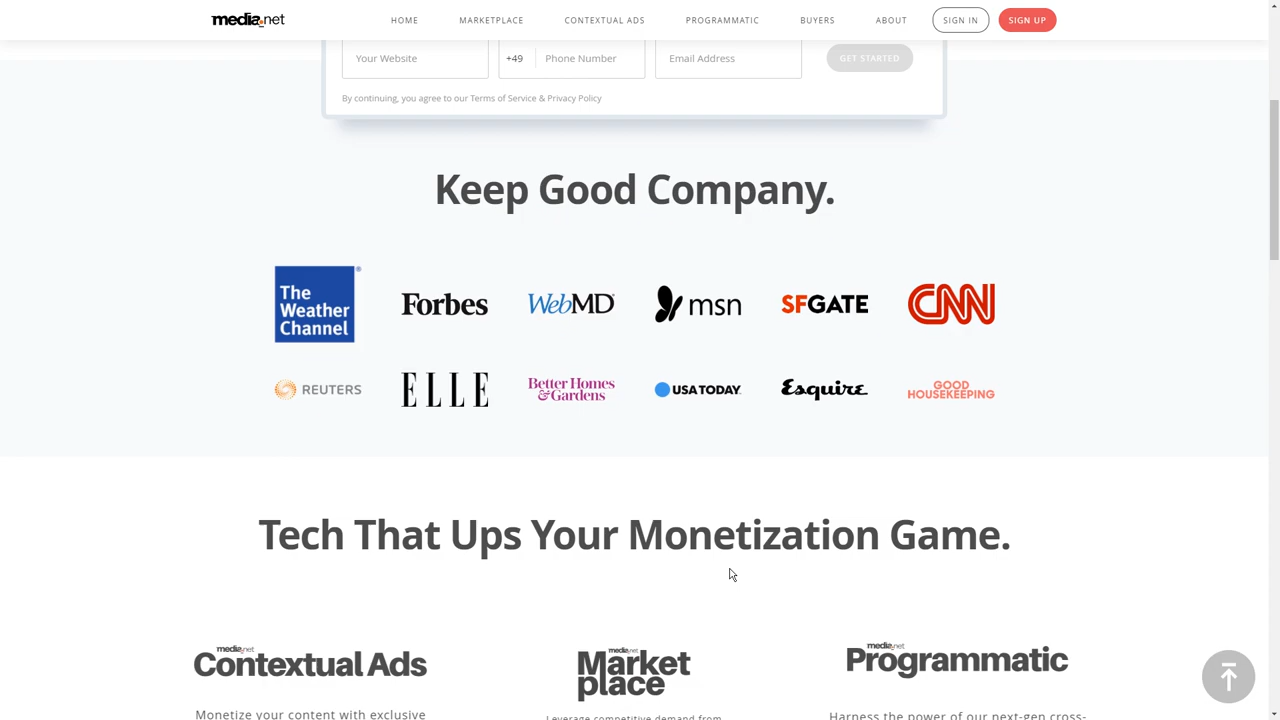 media.net
HOME MARKETPLACE CONTEXTUAL ADS PROGRAMMATIC BUYERS ABOUT SIGN IN SIGN UP
Your Website +49 Phone Number Email Address GET STARTED
By continuing, you agree to our Terms of Service & Privacy Policy
Keep Good Company.
The
Weather
Channel
®
Forbes WebMD msn SFGATE CNN
REUTERS ELLE
Better Homes
& Gardens
USA TODAY Esquire
GOOD
HOUSEKEEPING
Tech That Ups Your Monetization Game.
media.net
Contextual Ads
media.net
Market
place
media.net
Programmatic
Monetize your content with exclusive
Leverage competitive demand from
Harness the power of our next-gen cross-